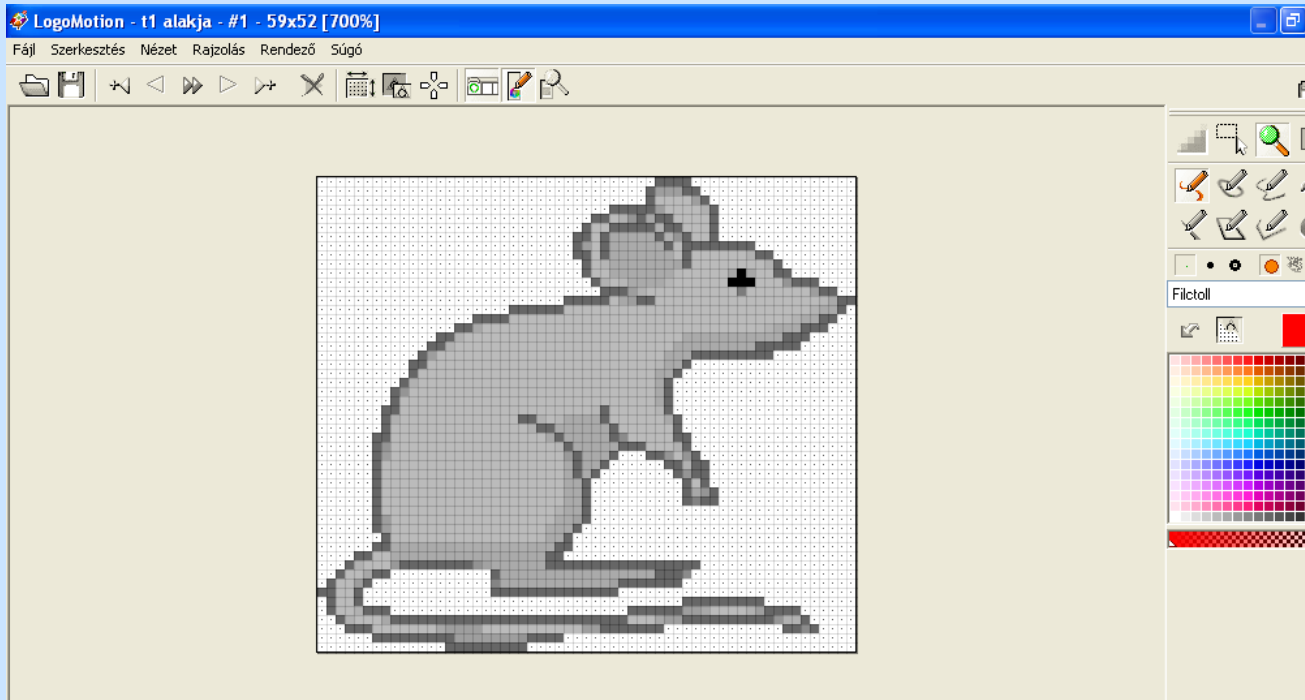 LogoMotion - t1 alakja - #1 - 59x52 [700%]
Fájl Szerkesztés Nézet Rajzolás Rendező Súgó
Filctoll